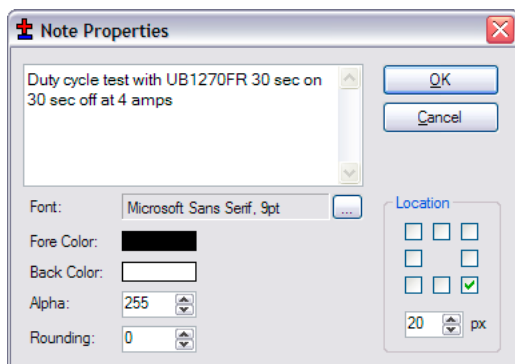 Note Properties
Duty cycle test with UB1270FR 30 sec on
30 sec off at 4 amps
OK
Cancel
Font:
Microsoft Sans Serif, 9pt
...
Location
Fore Color:
Back Color:
Alpha:
255
Rounding:
0
20
px